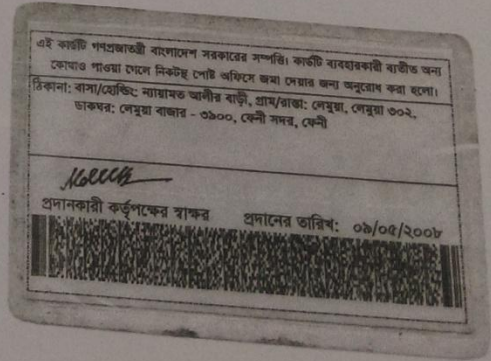 এই কার্ডটি গণপ্রজাতন্ত্রী বাংলাদেশ সরকারের সম্পত্তি। কার্ডটি ব্যবহারকারী ব্যতীত অন্য
কোথাও পাওয়া গেলে নিকটস্থ পোষ্ট অফিসে জমা দেয়ার জন্য অনুরোধ করা হলো।
ঠিকানা: বাসা/হোল্ডিং: ন্যায়ামত আলীর বাড়ী, গ্রাম/রাস্তা: লেমুয়া, লেমুয়া ৩০২,
ডাকঘর: লেমুয়া বাজার - ৩৯০০, ফেনী সদর, ফেনী
প্রদানকারী কর্তৃপক্ষের স্বাক্ষর প্রদানের তারিখ: ০৯/০৫/২০০৮